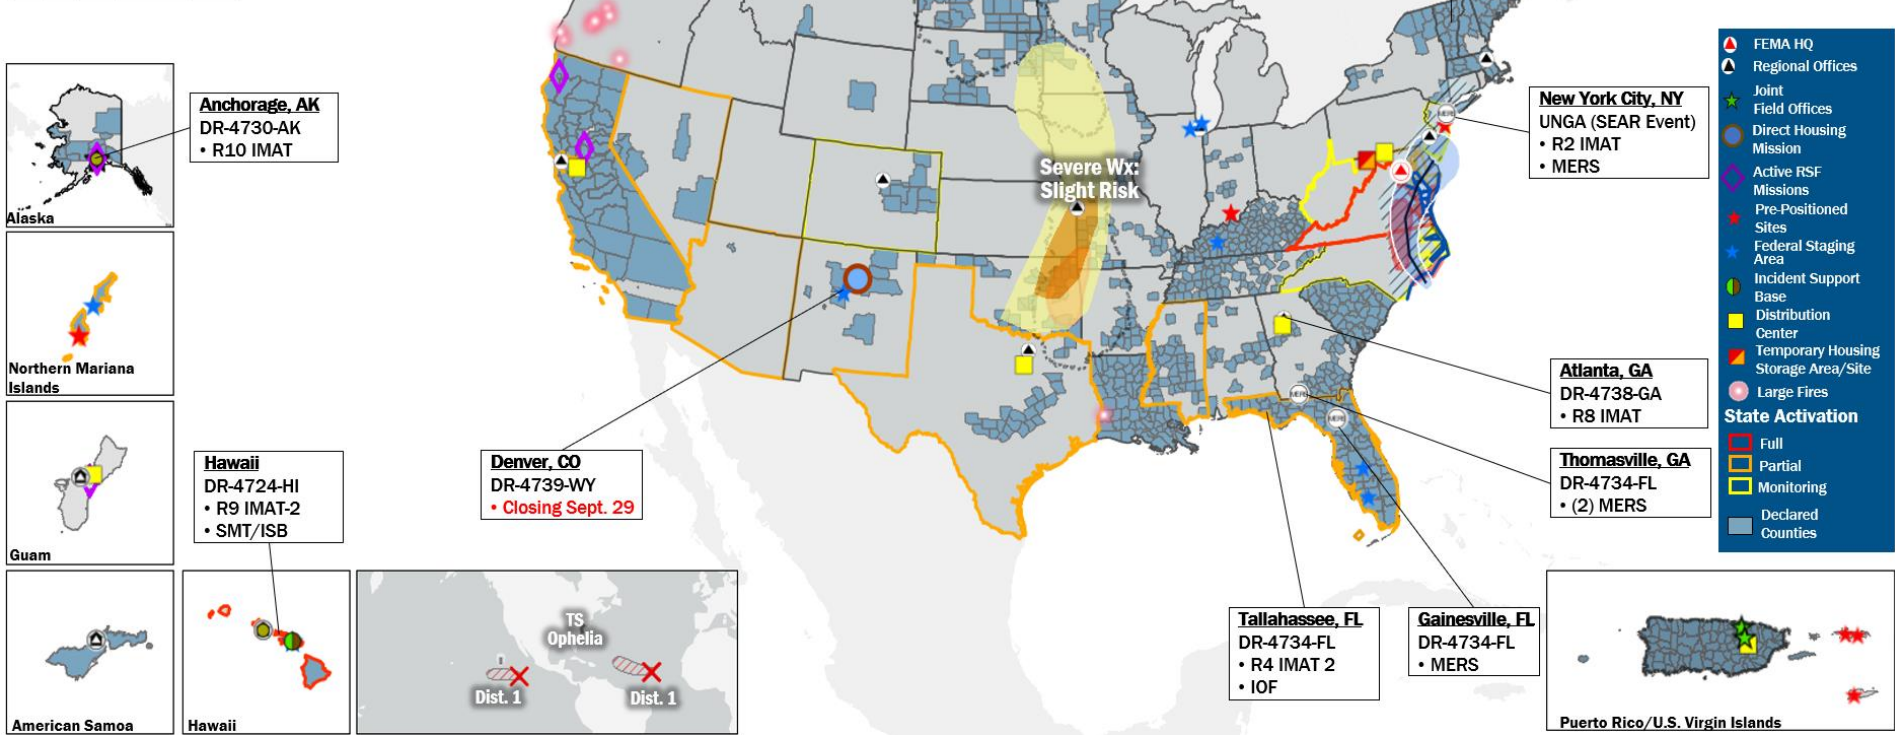 Anchorage, AK
DR-4730-AK
• R10 IMAT
Alaska
Northern Mariana
Islands
Guam
American Samoa
Hawaii
DR-4724-HI
• R9 IMAT-2
• SMT/ISB
Hawaii
Denver, CO
DR-4739-WY
• Closing Sept. 29
TS
Ophelia
Dist. 1
Dist. 1
Severe Wx:
Slight Risk
MERS
MERS
MERS
New York City, NY
UNGA (SEAR Event)
• R2 IMAT
• MERS
Atlanta, GA
DR-4738-GA
• R8 IMAT
Thomasville, GA
DR-4734-FL
• (2) MERS
Tallahassee, FL
DR-4734-FL
• R4 IMAT 2
• IOF
Gainesville, FL
DR-4734-FL
• MERS
Puerto Rico/U.S. Virgin Islands
FEMA HQ
Regional Offices
Joint
Field Offices
Direct Housing
Mission
Active RSF
Missions
Pre-Positioned
Sites
Federal Staging
Area
Incident Support
Base
Distribution
Center
Temporary Housing
Storage Area/Site
Large Fires
State Activation
Full
Partial
Monitoring
Declared
Counties